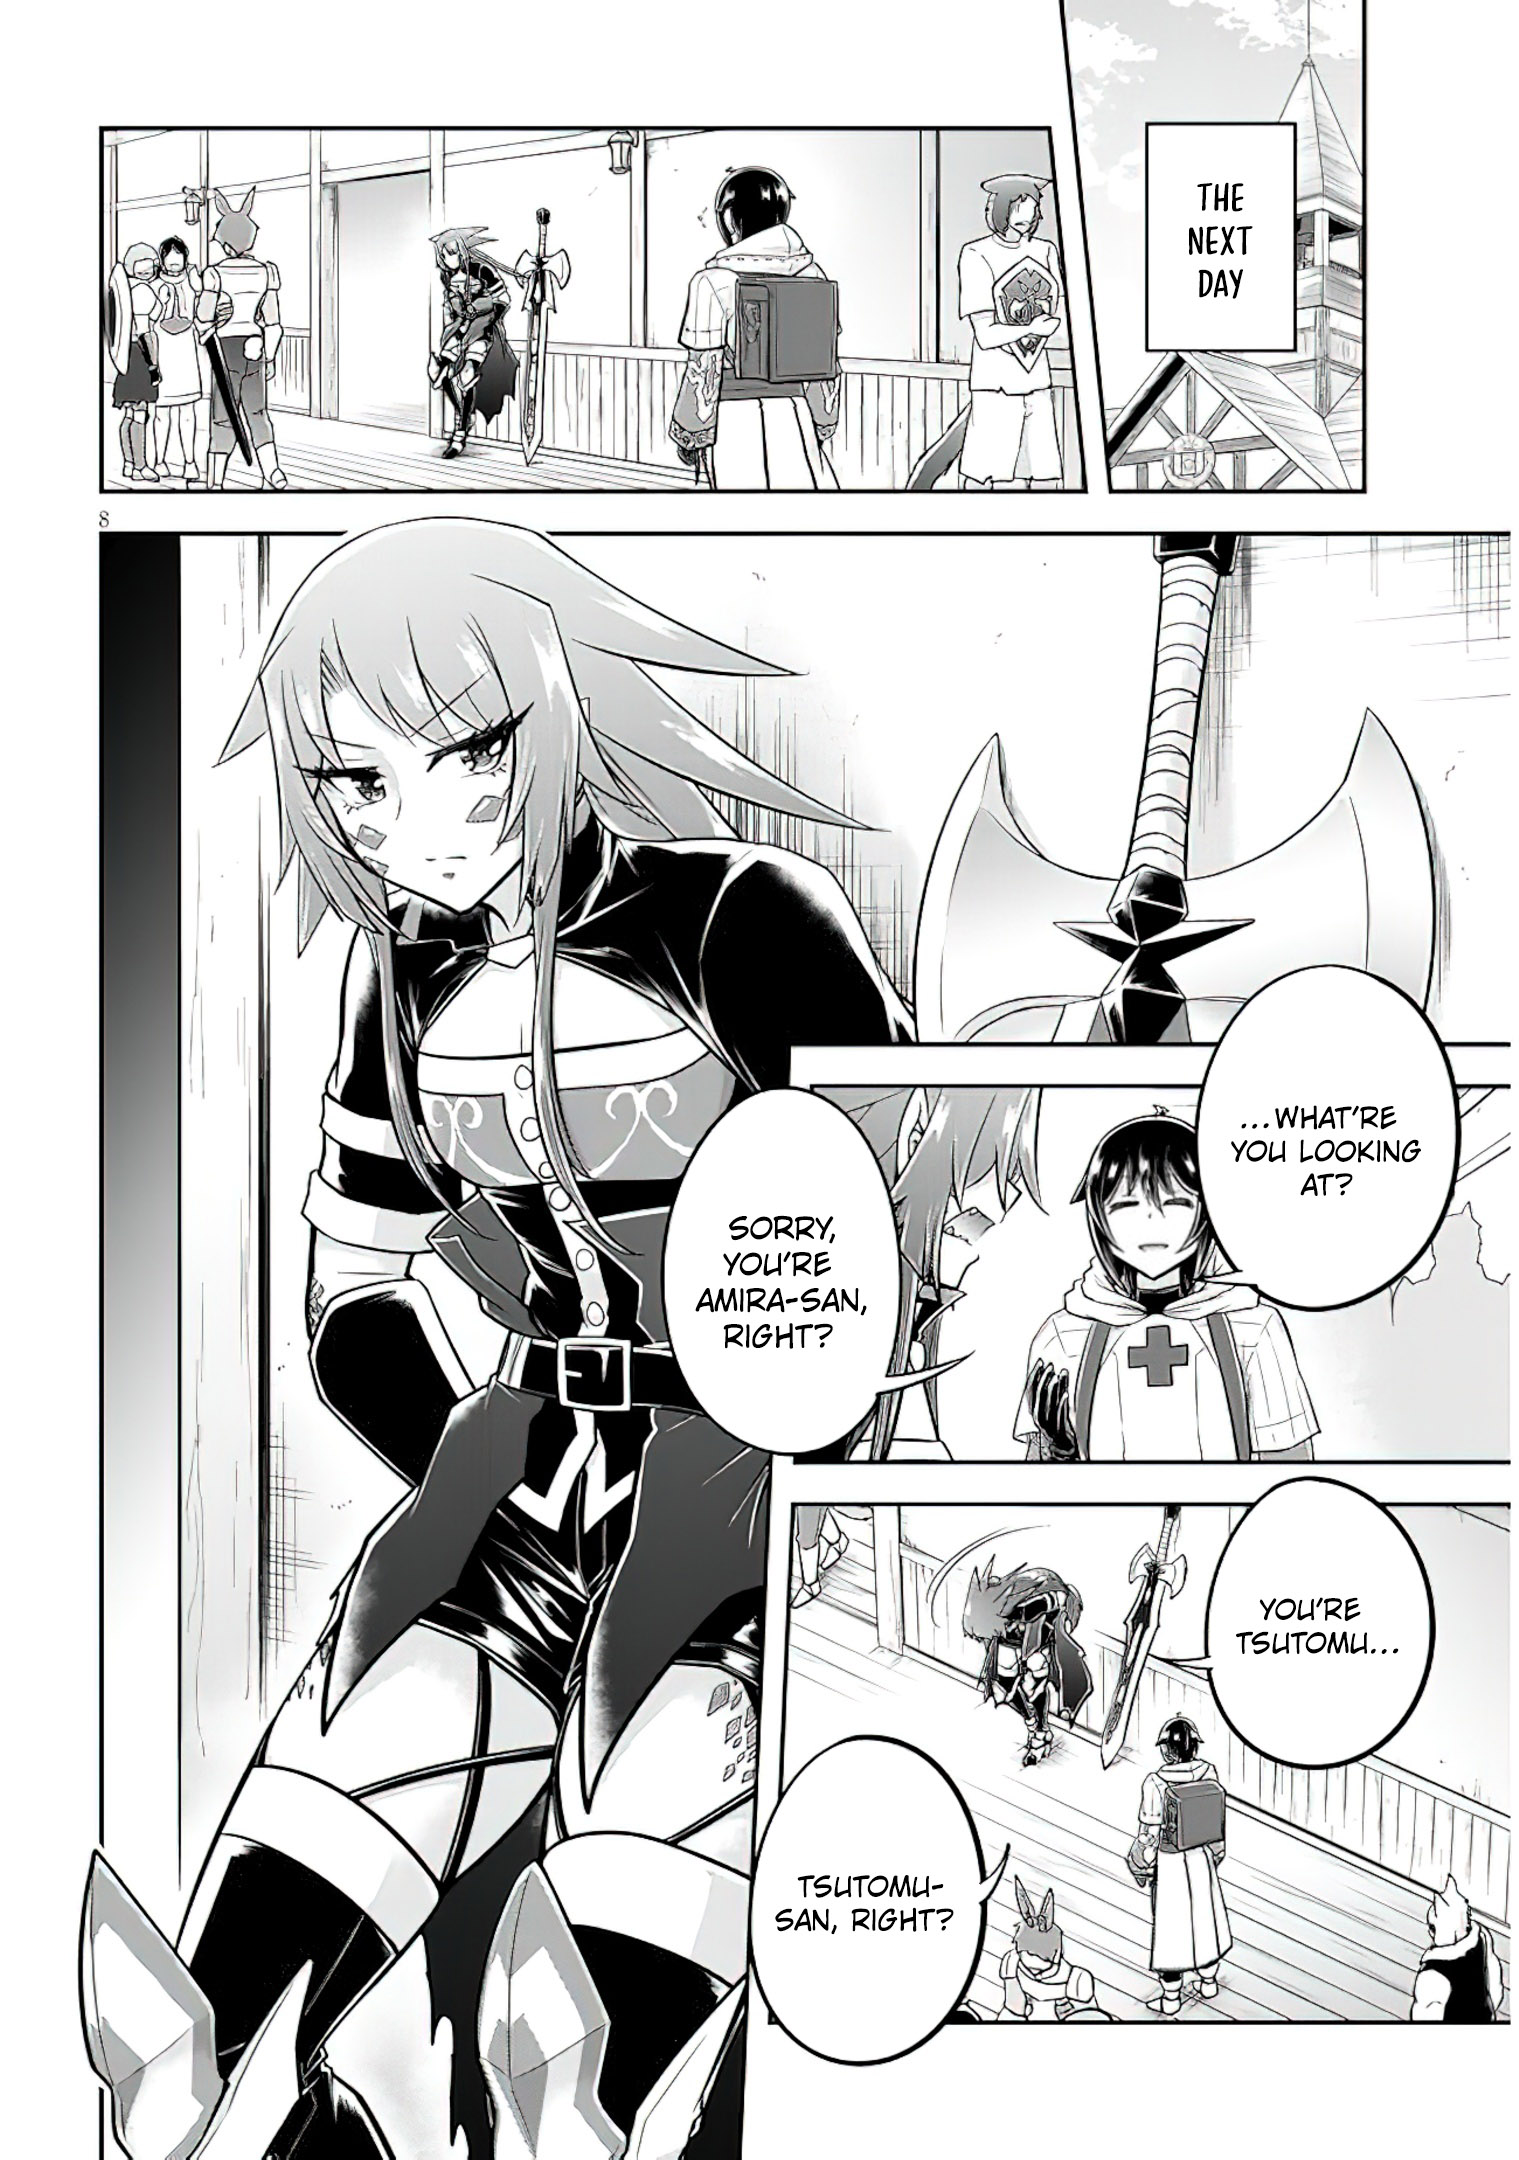 THE
NEXT
DAY
8
...WHAT'RE
YOU LOOKING
AT?
SORRY,
YOU'RE
AMIRA-SAN,
RIGHT?
YOU'RE
TSUTOMU...
TSUTOMU-
SAN, RIGHT?